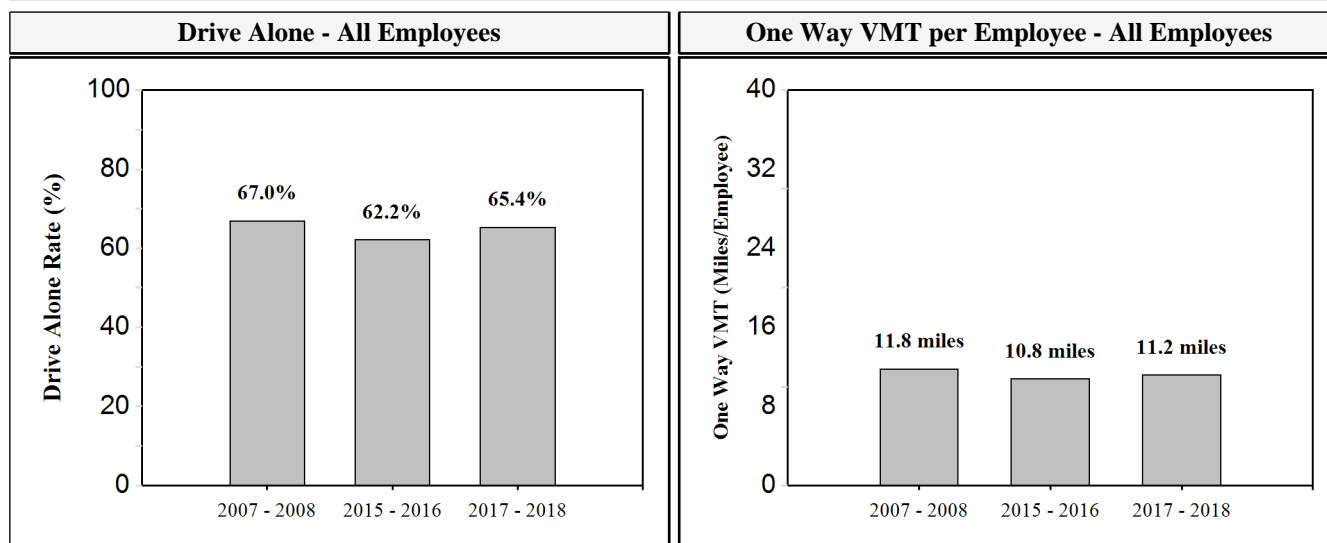 Drive Alone - All Employees
One Way VMT per Employee - All Employees
Drive Alone Rate (%)
100
80
60
40
20
0
67.0%
62.2%
65.4%
2007 - 2008
2015 - 2016
2017 - 2018
One Way VMT (Miles/Employee)
40
32
24
16
8
0
11.8 miles
10.8 miles
11.2 miles
2007 - 2008
2015 - 2016
2017 - 2018